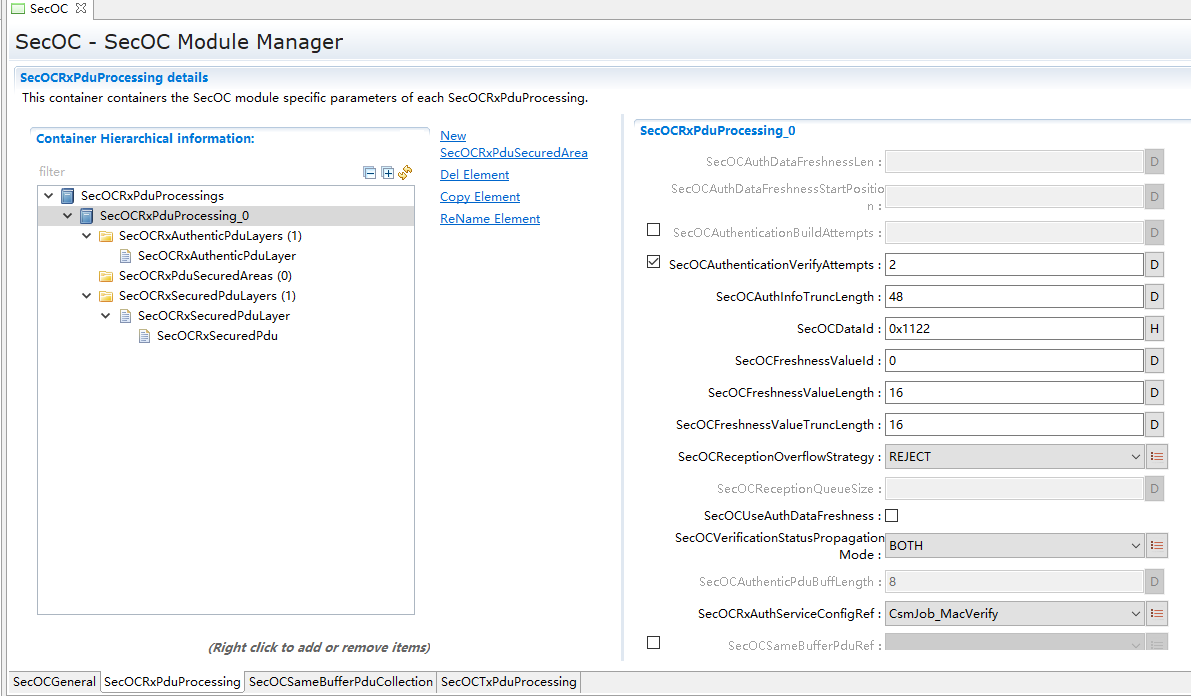 SecOC
SecOC - SecOC Module Manager
SecOCRxPduProcessing details
This container containers the SecOC module specific parameters of each SecOCRxPduProcessing.
Container Hierarchical information:
filter
SecOCRxPduProcessings
SecOCRxPduProcessing_0
SecOCRxAuthenticPduLayers (1)
SecOCRxAuthenticPduLayer
SecOCRxPduSecuredAreas (0)
SecOCRxSecuredPduLayers (1)
SecOCRxSecuredPduLayer
SecOCRxSecuredPdu
(Right click to add or remove items)
New
SecOCRxPduSecuredArea
Del Element
Copy Element
ReName Element
SecOCRxPduProcessing_0
SecOCAuthDataFreshnessLen : D
SecOCAuthDataFreshnessStartPositio
n : D
SecOCAuthenticationBuildAttempts : D
SecOCAuthenticationVerifyAttempts : 2 D
SecOCAuthInfoTruncLength : 48 D
SecOCDataId : 0x1122 H
SecOCFreshnessValueId : 0 D
SecOCFreshnessValueLength : 16 D
SecOCFreshnessValueTruncLength : 16 D
SecOCReceptionOverflowStrategy : REJECT
SecOCReceptionQueueSize : D
SecOCUseAuthDataFreshness :
SecOCVerificationStatusPropagation
Mode : BOTH
SecOCAuthenticPduBuffLength : 8 D
SecOCRxAuthServiceConfigRef : CsmJob_MacVerify
SecOCSameBufferPduRef :
SecOCGeneral SecOCRxPduProcessing SecOCSameBufferPduCollection SecOCTxPduProcessing